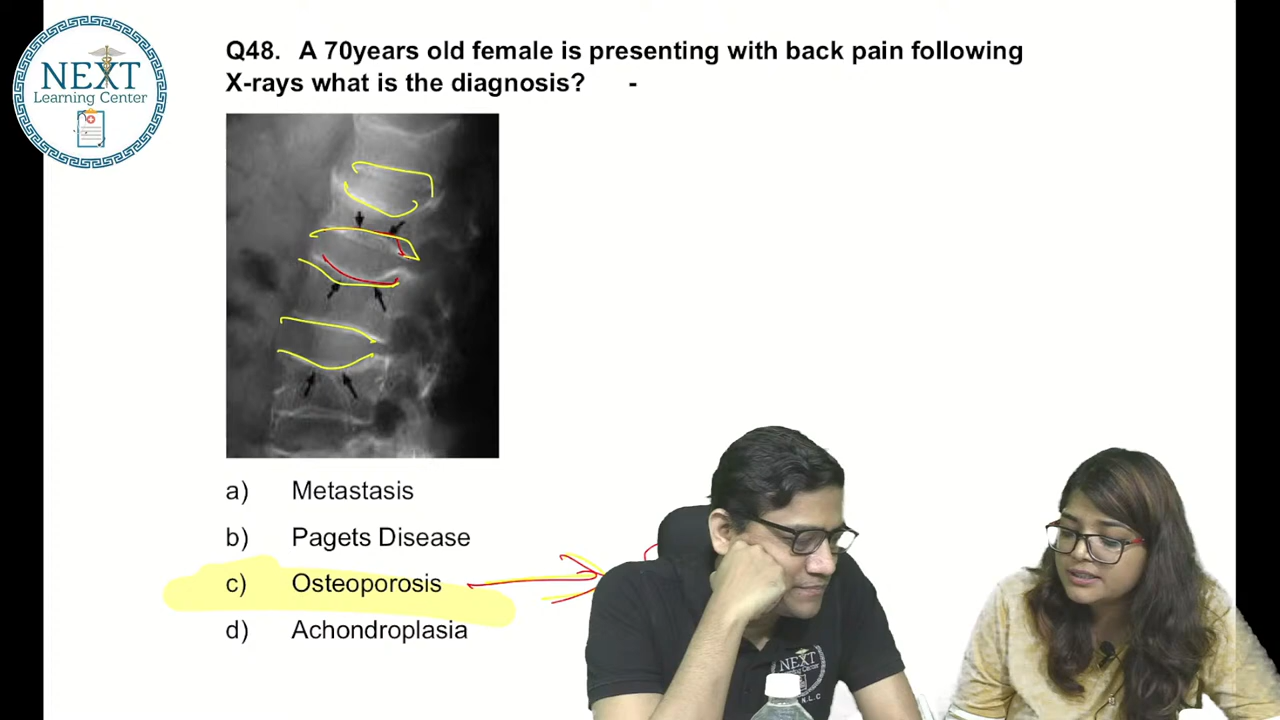 NEXT
Learning Center
Q48. A 70years old female is presenting with back pain following
X-rays what is the diagnosis? -
a) Metastasis
b) Pagets Disease
c) Osteoporosis
d) Achondroplasia
NEXT